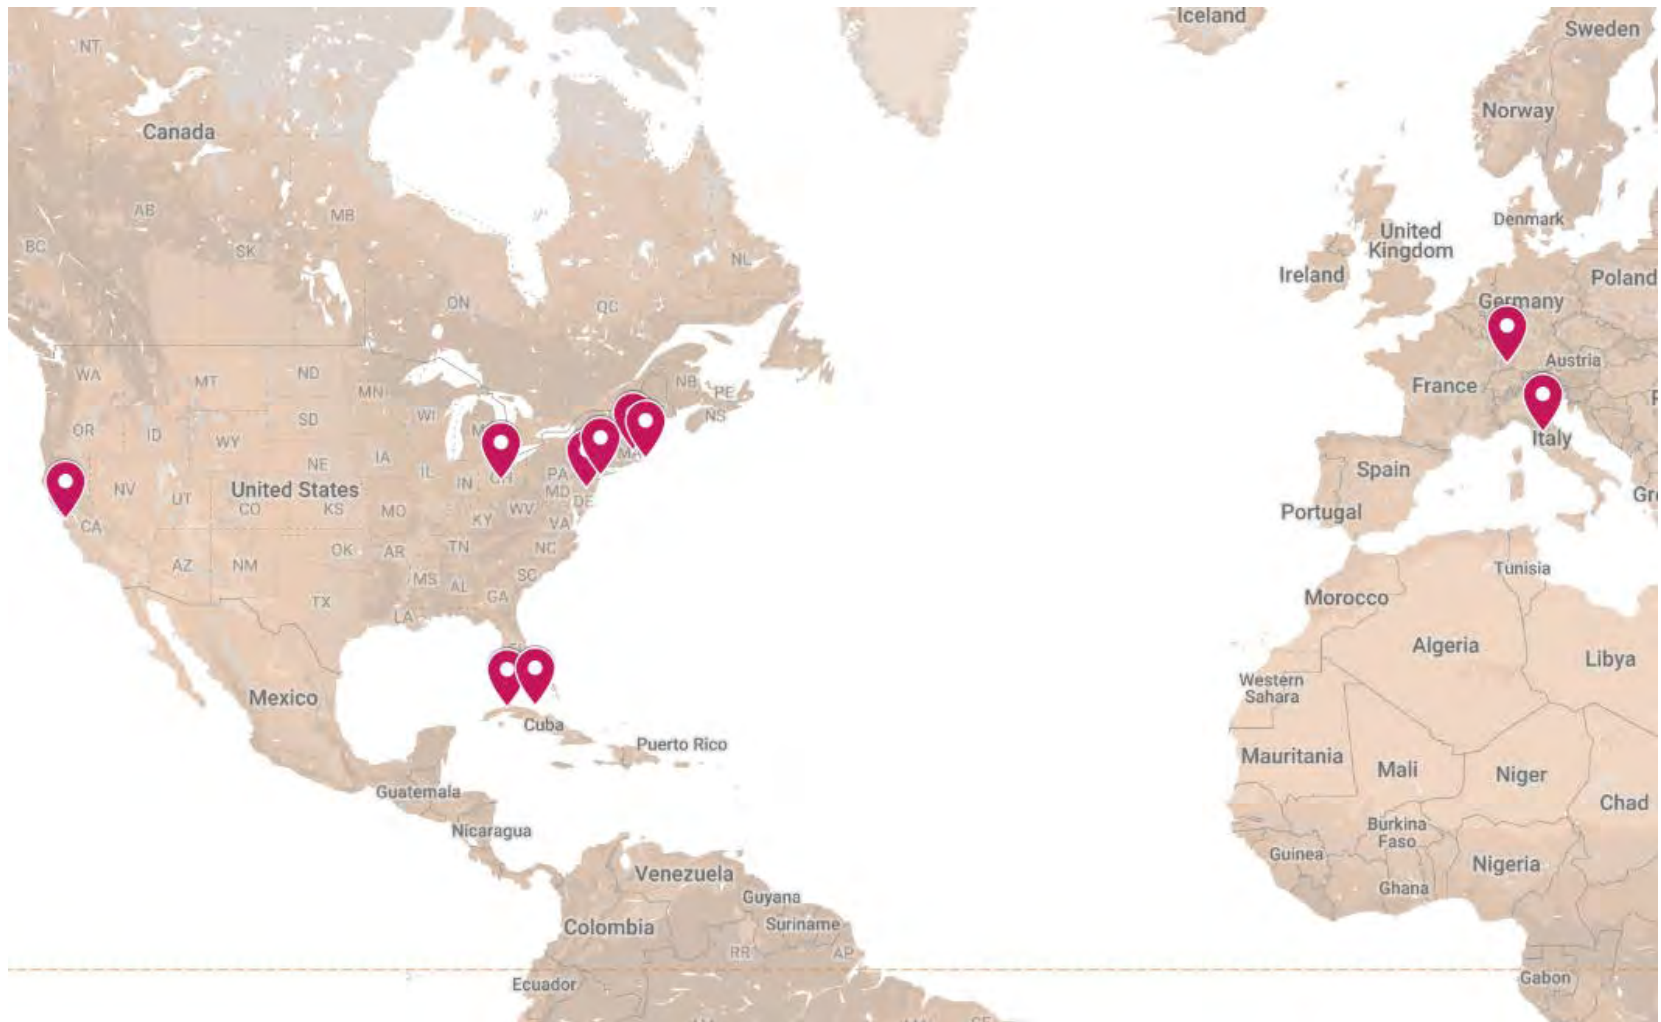 Iceland
Sweden
NT
Norway
Canada
AB
MB
Denmark
United
Kingdom
BC
SK
NL
Ireland
Poland
ON
QC
Germany
WA
MT
ND
NB
PE
Austria
MN
France
WI
NS
OR
ID
SD
WY
Italy
IA
NE
IL
PA
Spain
NV
UT
United States
IN
MD
DE
CO
KS
MO
KY
WV
VA
Portugal
CA
OK
AR
TN
NC
AZ
NM
MS
AL
SC
GA
Tunisia
TX
LA
Morocco
Algeria
Libya
Mexico
Western
Sahara
Cuba
Puerto Rico
Mauritania
Mali
Niger
Guatemala
Chad
Nicaragua
Burkina
Faso
Guinea
Nigeria
Venezuela
Ghana
Guyana
Colombia
Suriname
RR
AP
Ecuador
Gabon